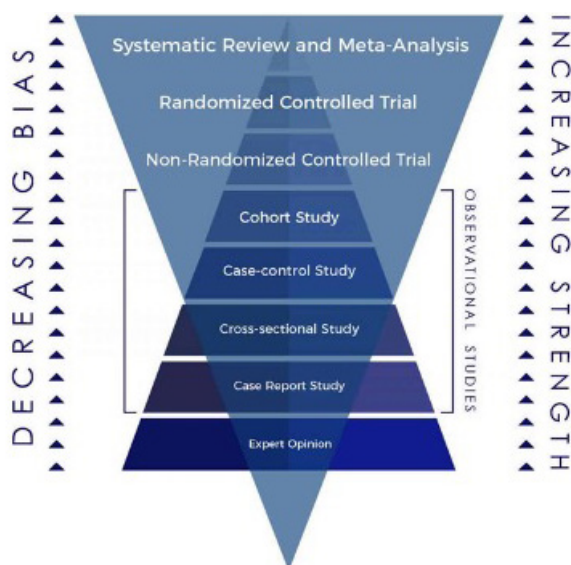 DECREASING BIAS
INCREASING STRENGTH
Systematic Review and Meta-Analysis
Randomized Controlled Trial
Non-Randomized Controlled Trial
Cohort Study
Case-control Study
Cross-sectional Study
Case Report Study
Expert Opinion
OBSERVATIONAL STUDIES